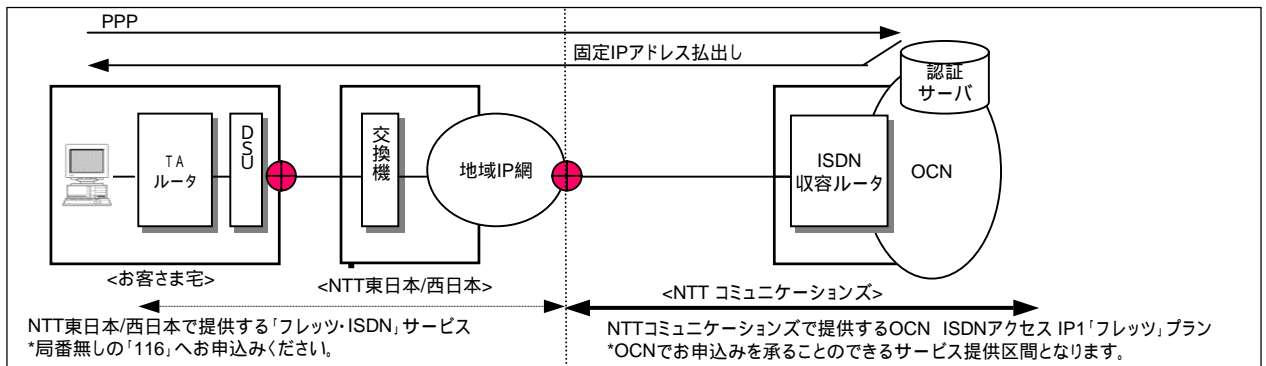 PPP
固定IPアドレス払出し
認証
サーバ
TA
ルータ
DSU
交換機
地域IP網
ISDN
収容ルータ
OCN
<お客さま宅>
<NTT東日本/西日本>
<NTT コミュニケーションズ>
NTT東日本/西日本で提供する「フレッツ・ISDN」サービス
*局番無しの「116」へお申込みください。
NTTコミュニケーションズで提供するOCN ISDNアクセス IP1「フレッツ」プラン
*OCNでお申込みを承ることのできるサービス提供区間となります。